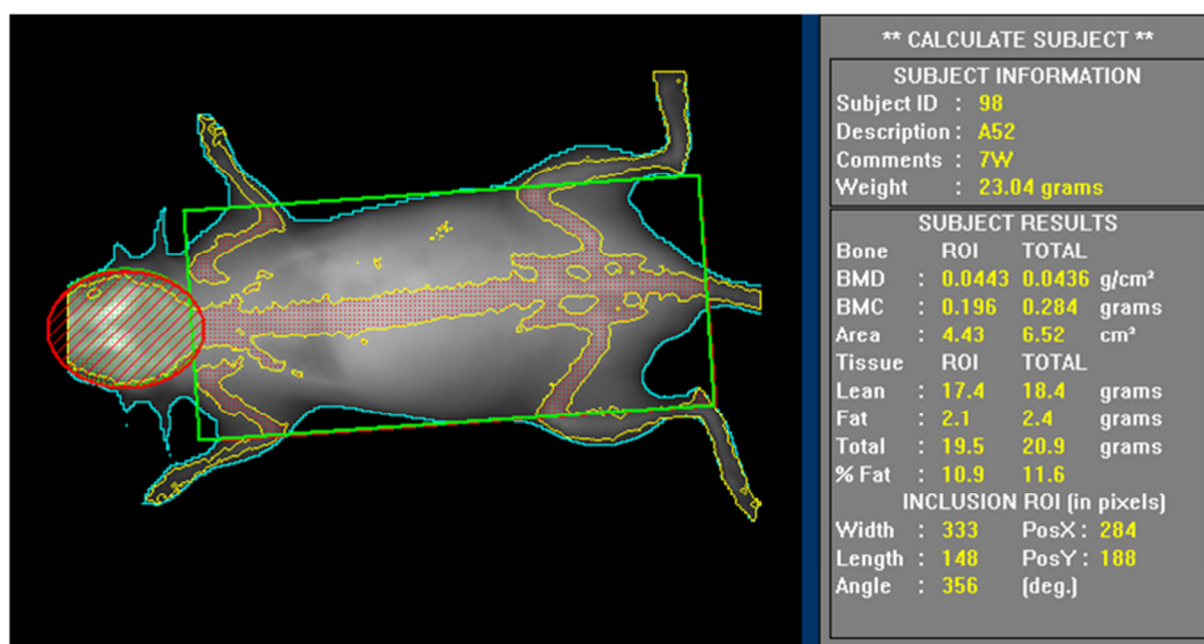 ** CALCULATE SUBJECT **
SUBJECT INFORMATION
Subject ID : 98
Description : A52
Comments : 7W
Weight : 23.04 grams
SUBJECT RESULTS
Bone ROI TOTAL
BMD : 0.0443 0.0436 g/cm²
BMC : 0.196 0.284 grams
Area : 4.43 6.52 cm²
Tissue ROI TOTAL
Lean : 17.4 18.4 grams
Fat : 2.1 2.4 grams
Total : 19.5 20.9 grams
% Fat : 10.9 11.6
INCLUSION ROI (in pixels)
Width : 333 PosX : 284
Length : 148 PosY : 188
Angle : 356 (deg.)